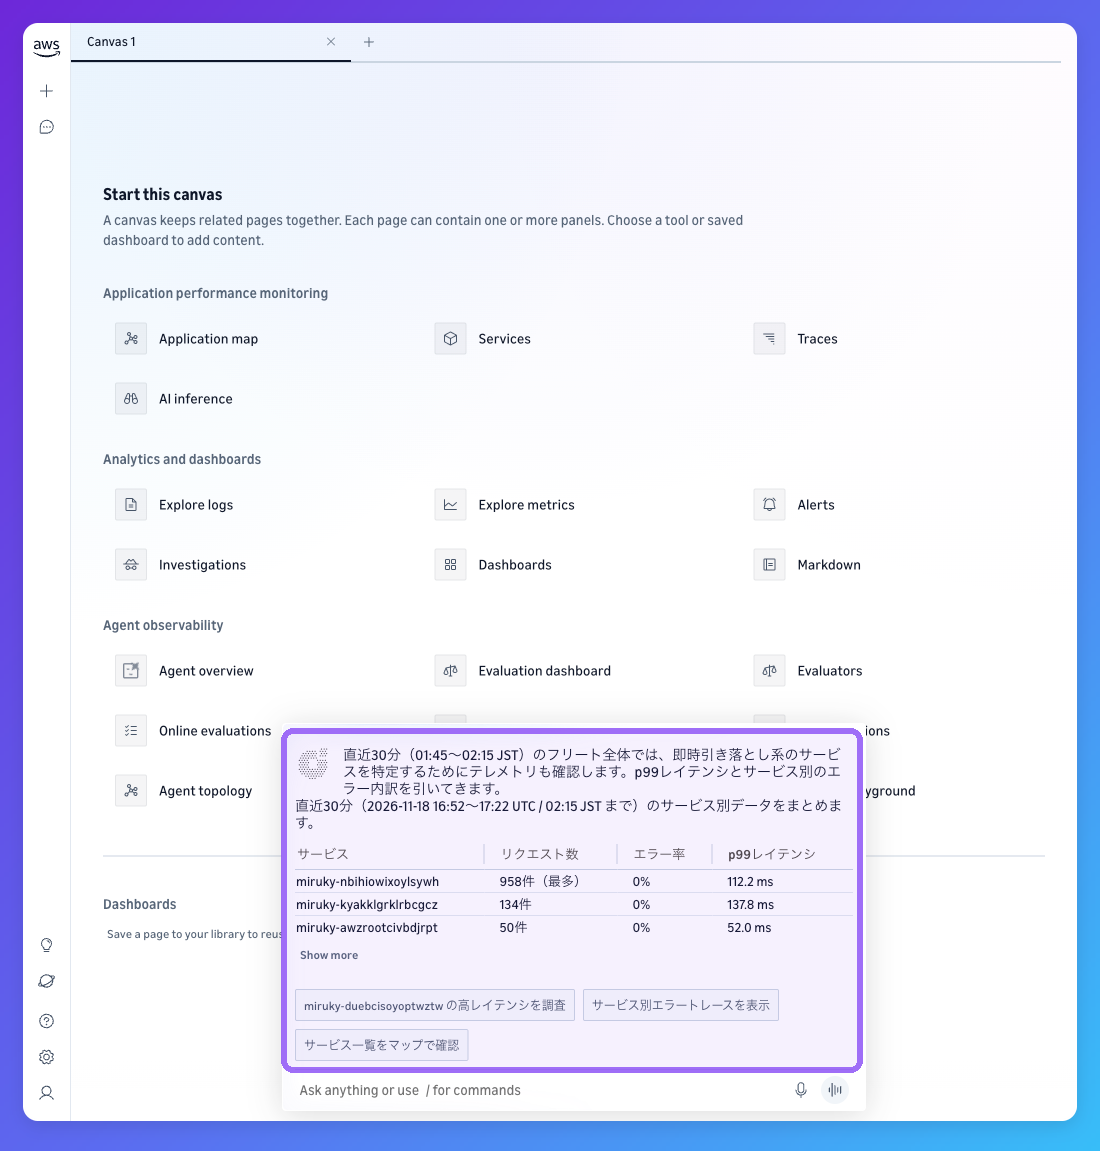 aws
Canvas 1
Start this canvas
A canvas keeps related pages together. Each page can contain one or more panels. Choose a tool or saved
dashboard to add content.
Application performance monitoring
Application map
Services
Traces
AI inference
Analytics and dashboards
Explore logs
Explore metrics
Alerts
Investigations
Dashboards
Markdown
Agent observability
Agent overview
Evaluation dashboard
Evaluators
Online evaluations
ions
Agent topology
yground
Dashboards
Save a page to your library to reus
直近30分（01:45〜02:15 JST）のフリート全体では、即時引き落とし系のサービ
スを特定するためにテレメトリも確認します。p99レイテンシとサービス別のエ
ラー内訳を引いてきます。
直近30分（2026-11-18 16:52〜17:22 UTC / 02:15 JST まで）のサービス別データをまとめま
す。
サービス リクエスト数 エラー率 p99レイテンシ
miruky-nbihiowixoylsywh 958件（最多） 0% 112.2 ms
miruky-kyakklgrklrbcgcz 134件 0% 137.8 ms
miruky-awzrootcivbdjrpt 50件 0% 52.0 ms
Show more
miruky-duebcisoyoptwztw の高レイテンシを調査
サービス別エラートレースを表示
サービス一覧をマップで確認
Ask anything or use / for commands